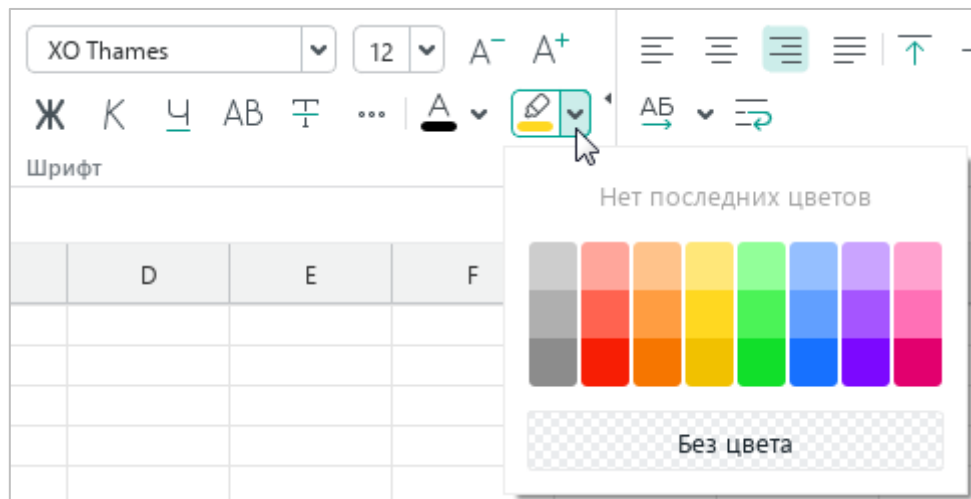 XO Thames 12 A⁻ A⁺
Ж К Ч АВ Т ... А АБ
Шрифт
Нет последних цветов
D E F
Без цвета